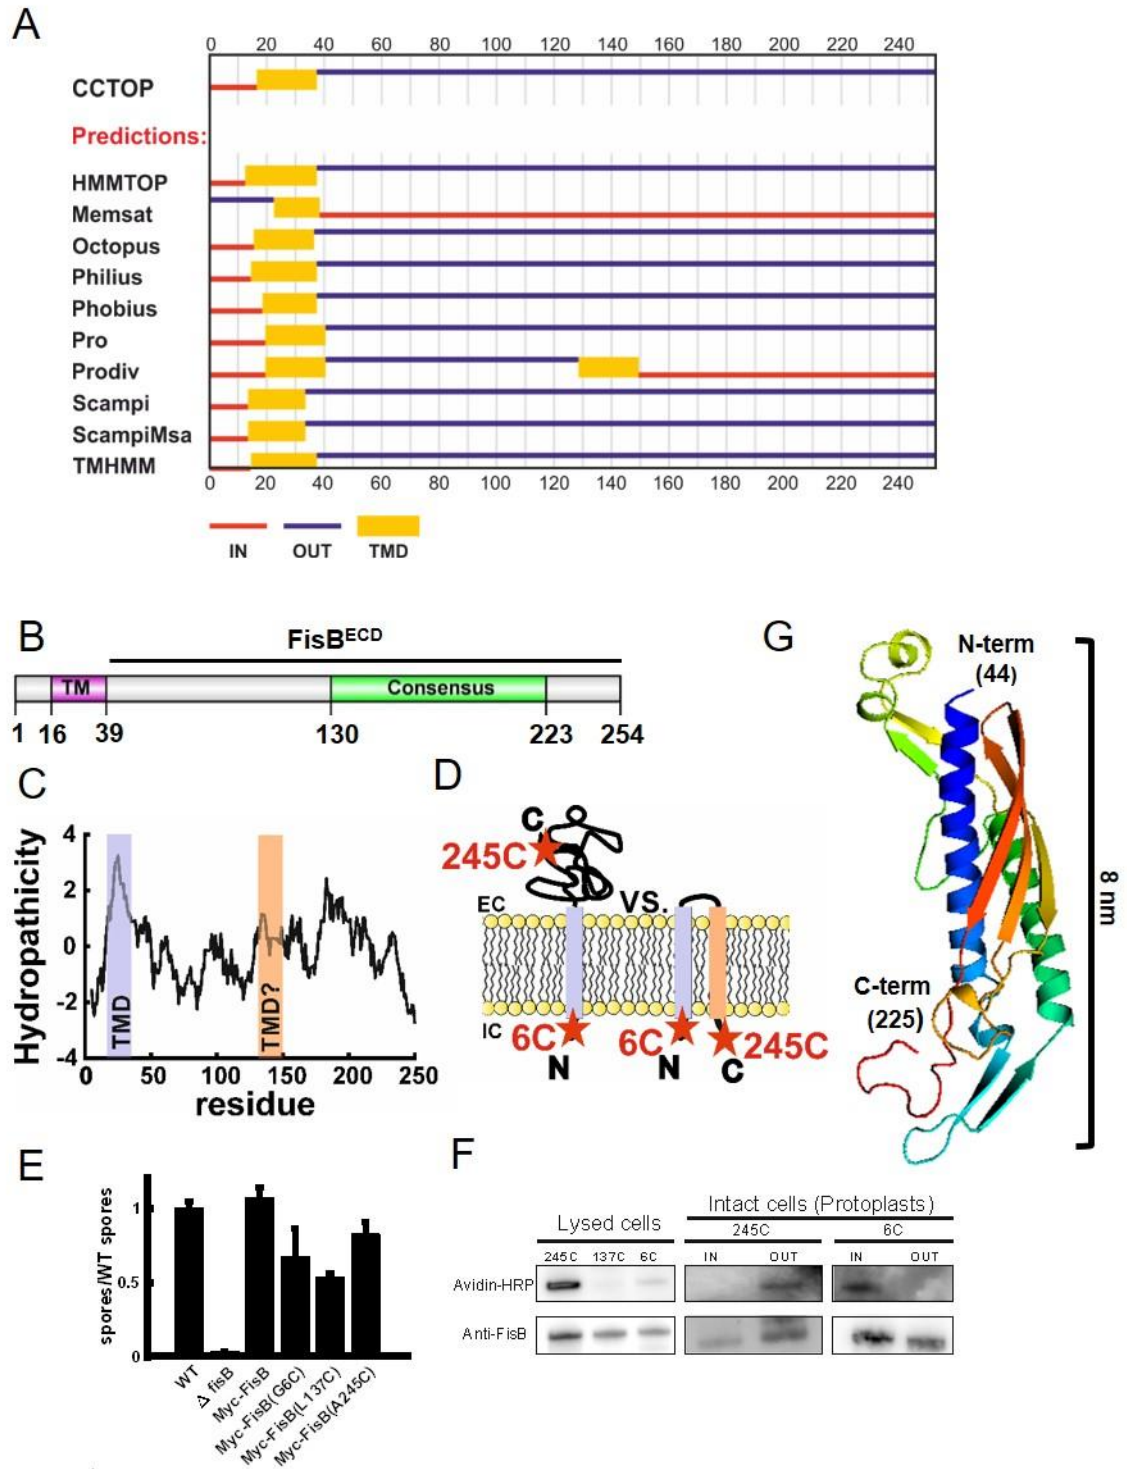 A
0 20 40 60 80 100 120 140 160 180 200 220 240
CCTOP
Predictions:
HMMTOP
Memsat
Octopus
Philius
Phobius
Pro
Prodiv
Scampi
ScampiMsa
TMHMM
0 20 40 60 80 100 120 140 160 180 200 220 240
IN OUT TMD
B
FisBECD
TM Consensus
1 16 39 130 223 254
C
Hydropathicity
4
2
0
-2
-4
TMD
TMD?
0 50 100 150 200 250
residue
D
C
245C
EC
VS.
IC
6C
N
6C
N
245C
C
E
spores/WT spores
1
0.5
0
WT
Δ fisB
Myc-FisB
Myc-FisB(G6C)
Myc-FisB(L137C)
Myc-FisB(A245C)
F
Lysed cells
Intact cells (Protoplasts)
245C 6C
245C 137C 6C
IN OUT IN OUT
Avidin-HRP
Anti-FisB
G
N-term
(44)
C-term
(225)
8 nm